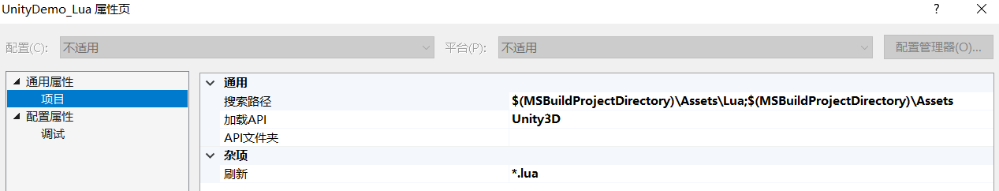 UnityDemo_Lua 属性页
配置(C): 不适用 平台(P): 不适用 配置管理器(O)...
通用属性
项目
配置属性
调试
通用
搜索路径 $(MSBuildProjectDirectory)\Assets\Lua;$(MSBuildProjectDirectory)\Assets
加载API Unity3D
API文件夹
杂项
刷新 *.lua